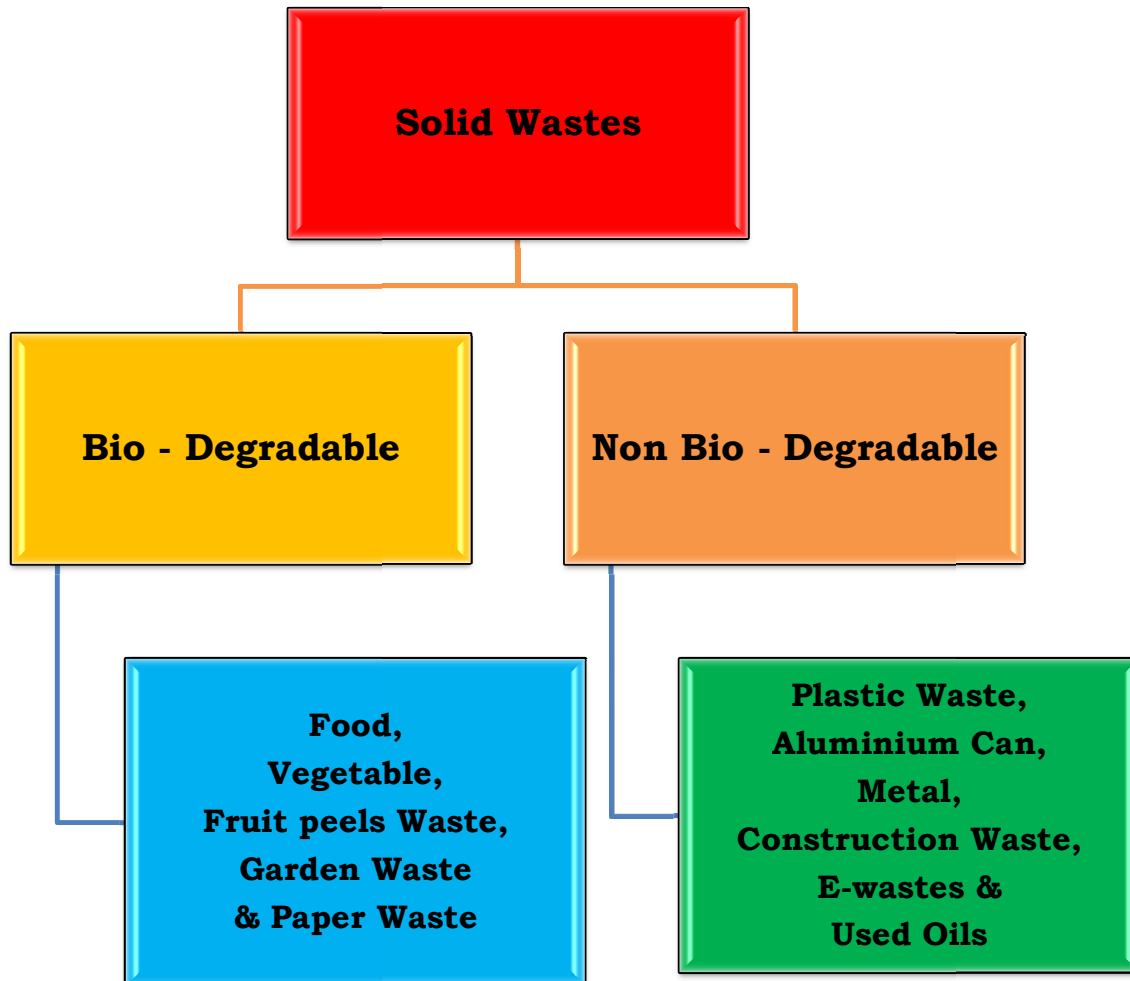 Solid Wastes
Bio - Degradable
Non Bio - Degradable
Food,
Vegetable,
Fruit peels Waste,
Garden Waste
& Paper Waste
Plastic Waste,
Aluminium Can,
Metal,
Construction Waste,
E-wastes &
Used Oils